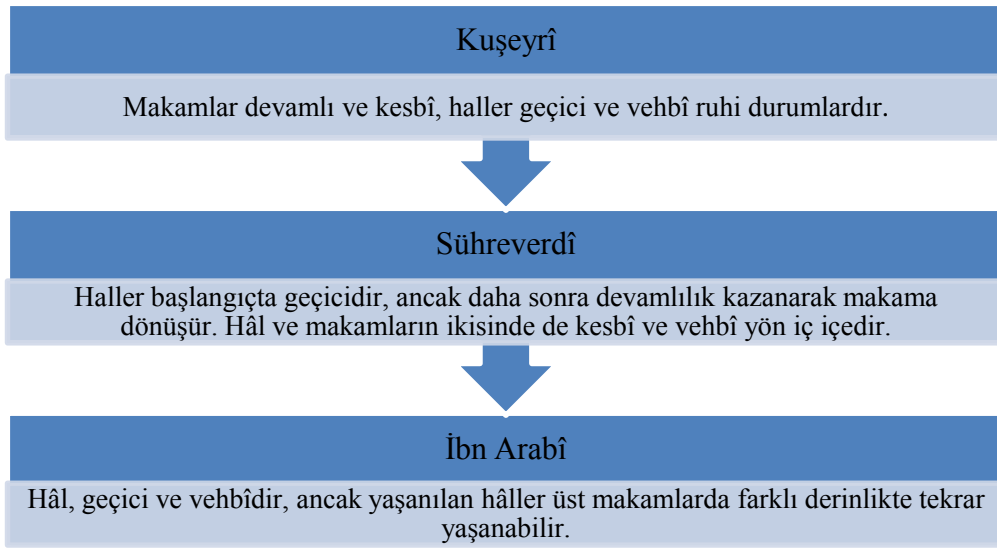 Kuşeyrî
Makamlar devamlı ve kesbî, haller geçici ve vehbî ruhi durumlardır.
Sühreverdî
Haller başlangıçta geçicidir, ancak daha sonra devamlılık kazanarak makama
dönüşür. Hâl ve makamların ikisinde de kesbî ve vehbî yön iç içedir.
İbn Arabî
Hâl, geçici ve vehbîdir, ancak yaşanılan hâller üst makamlarda farklı derinlikte tekrar
yaşanabilir.